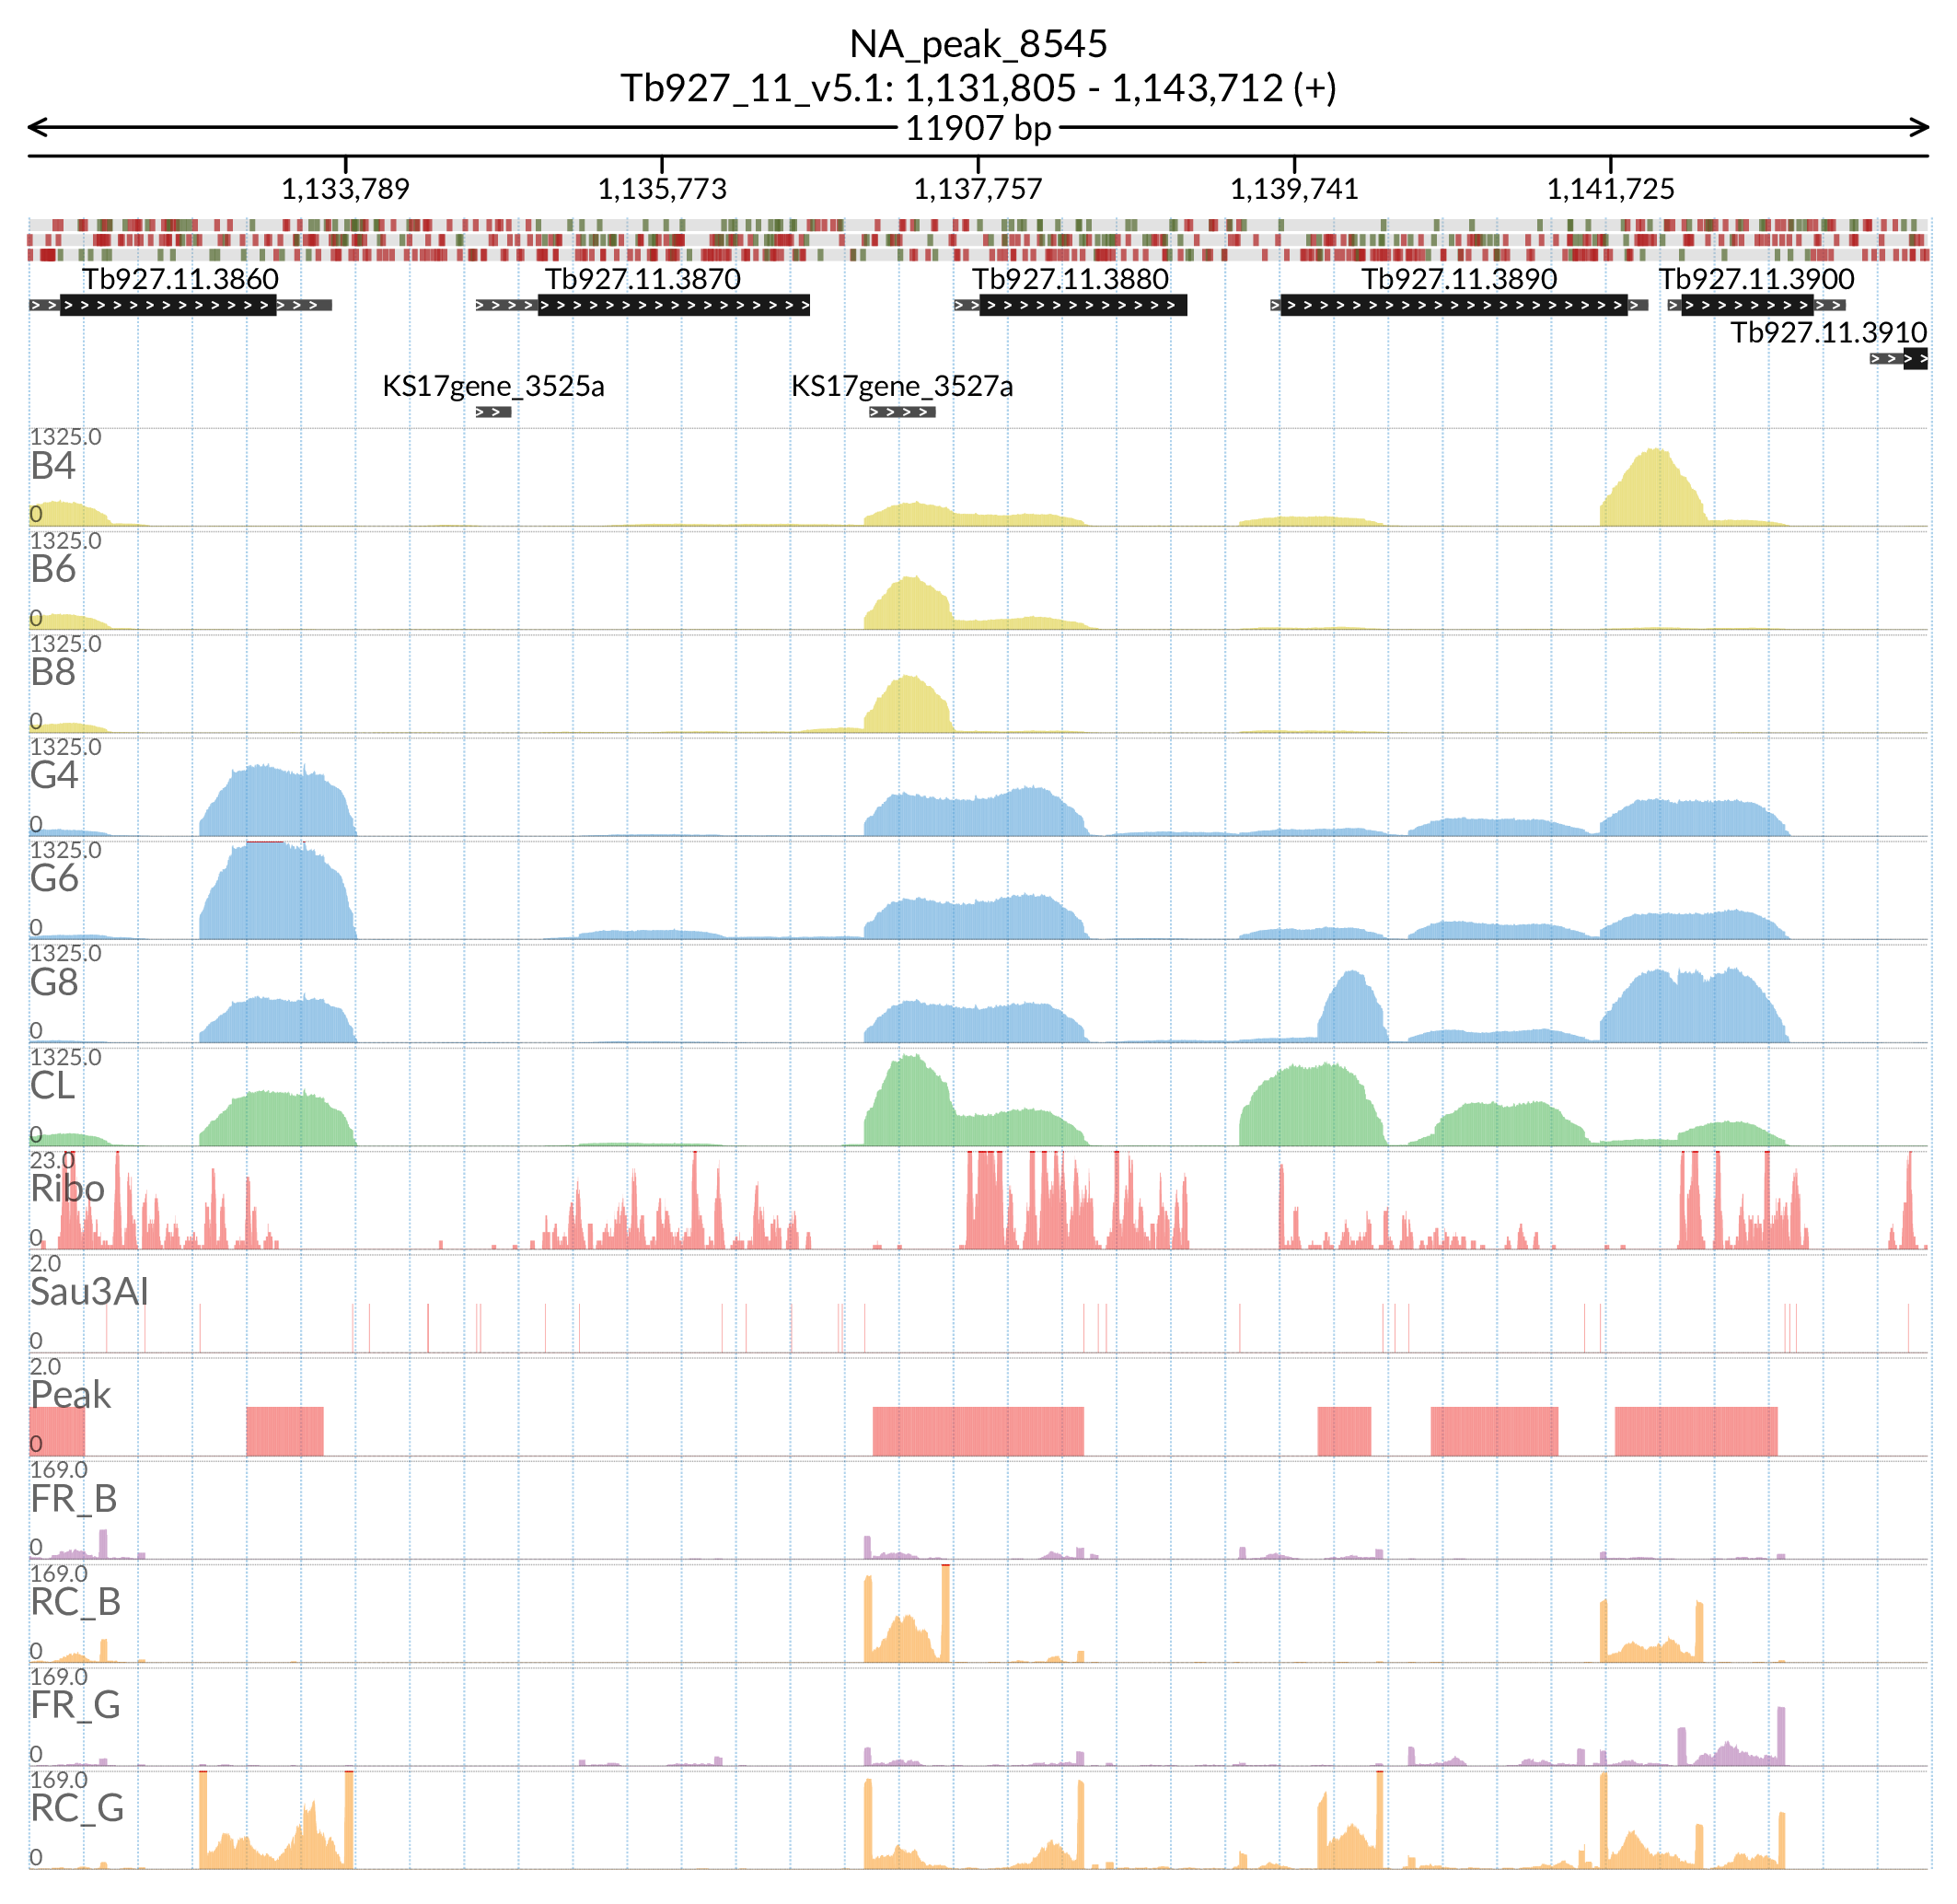 NA_peak_8545
Tb927_11_v5.1: 1,131,805 - 1,143,712 (+)
11907 bp
1,133,789 1,135,773 1,137,757 1,139,741 1,141,725
Tb927.11.3860 Tb927.11.3870 Tb927.11.3880 Tb927.11.3890 Tb927.11.3900
Tb927.11.3910
KS17gene_3525a KS17gene_3527a
1325.0
B4
0
1325.0
B6
0
1325.0
B8
0
1325.0
G4
0
1325.0
G6
0
1325.0
G8
0
1325.0
CL
0
23.0
Ribo
0
2.0
Sau3AI
0
2.0
Peak
0
169.0
FR_B
0
169.0
RC_B
0
169.0
FR_G
0
169.0
RC_G
0